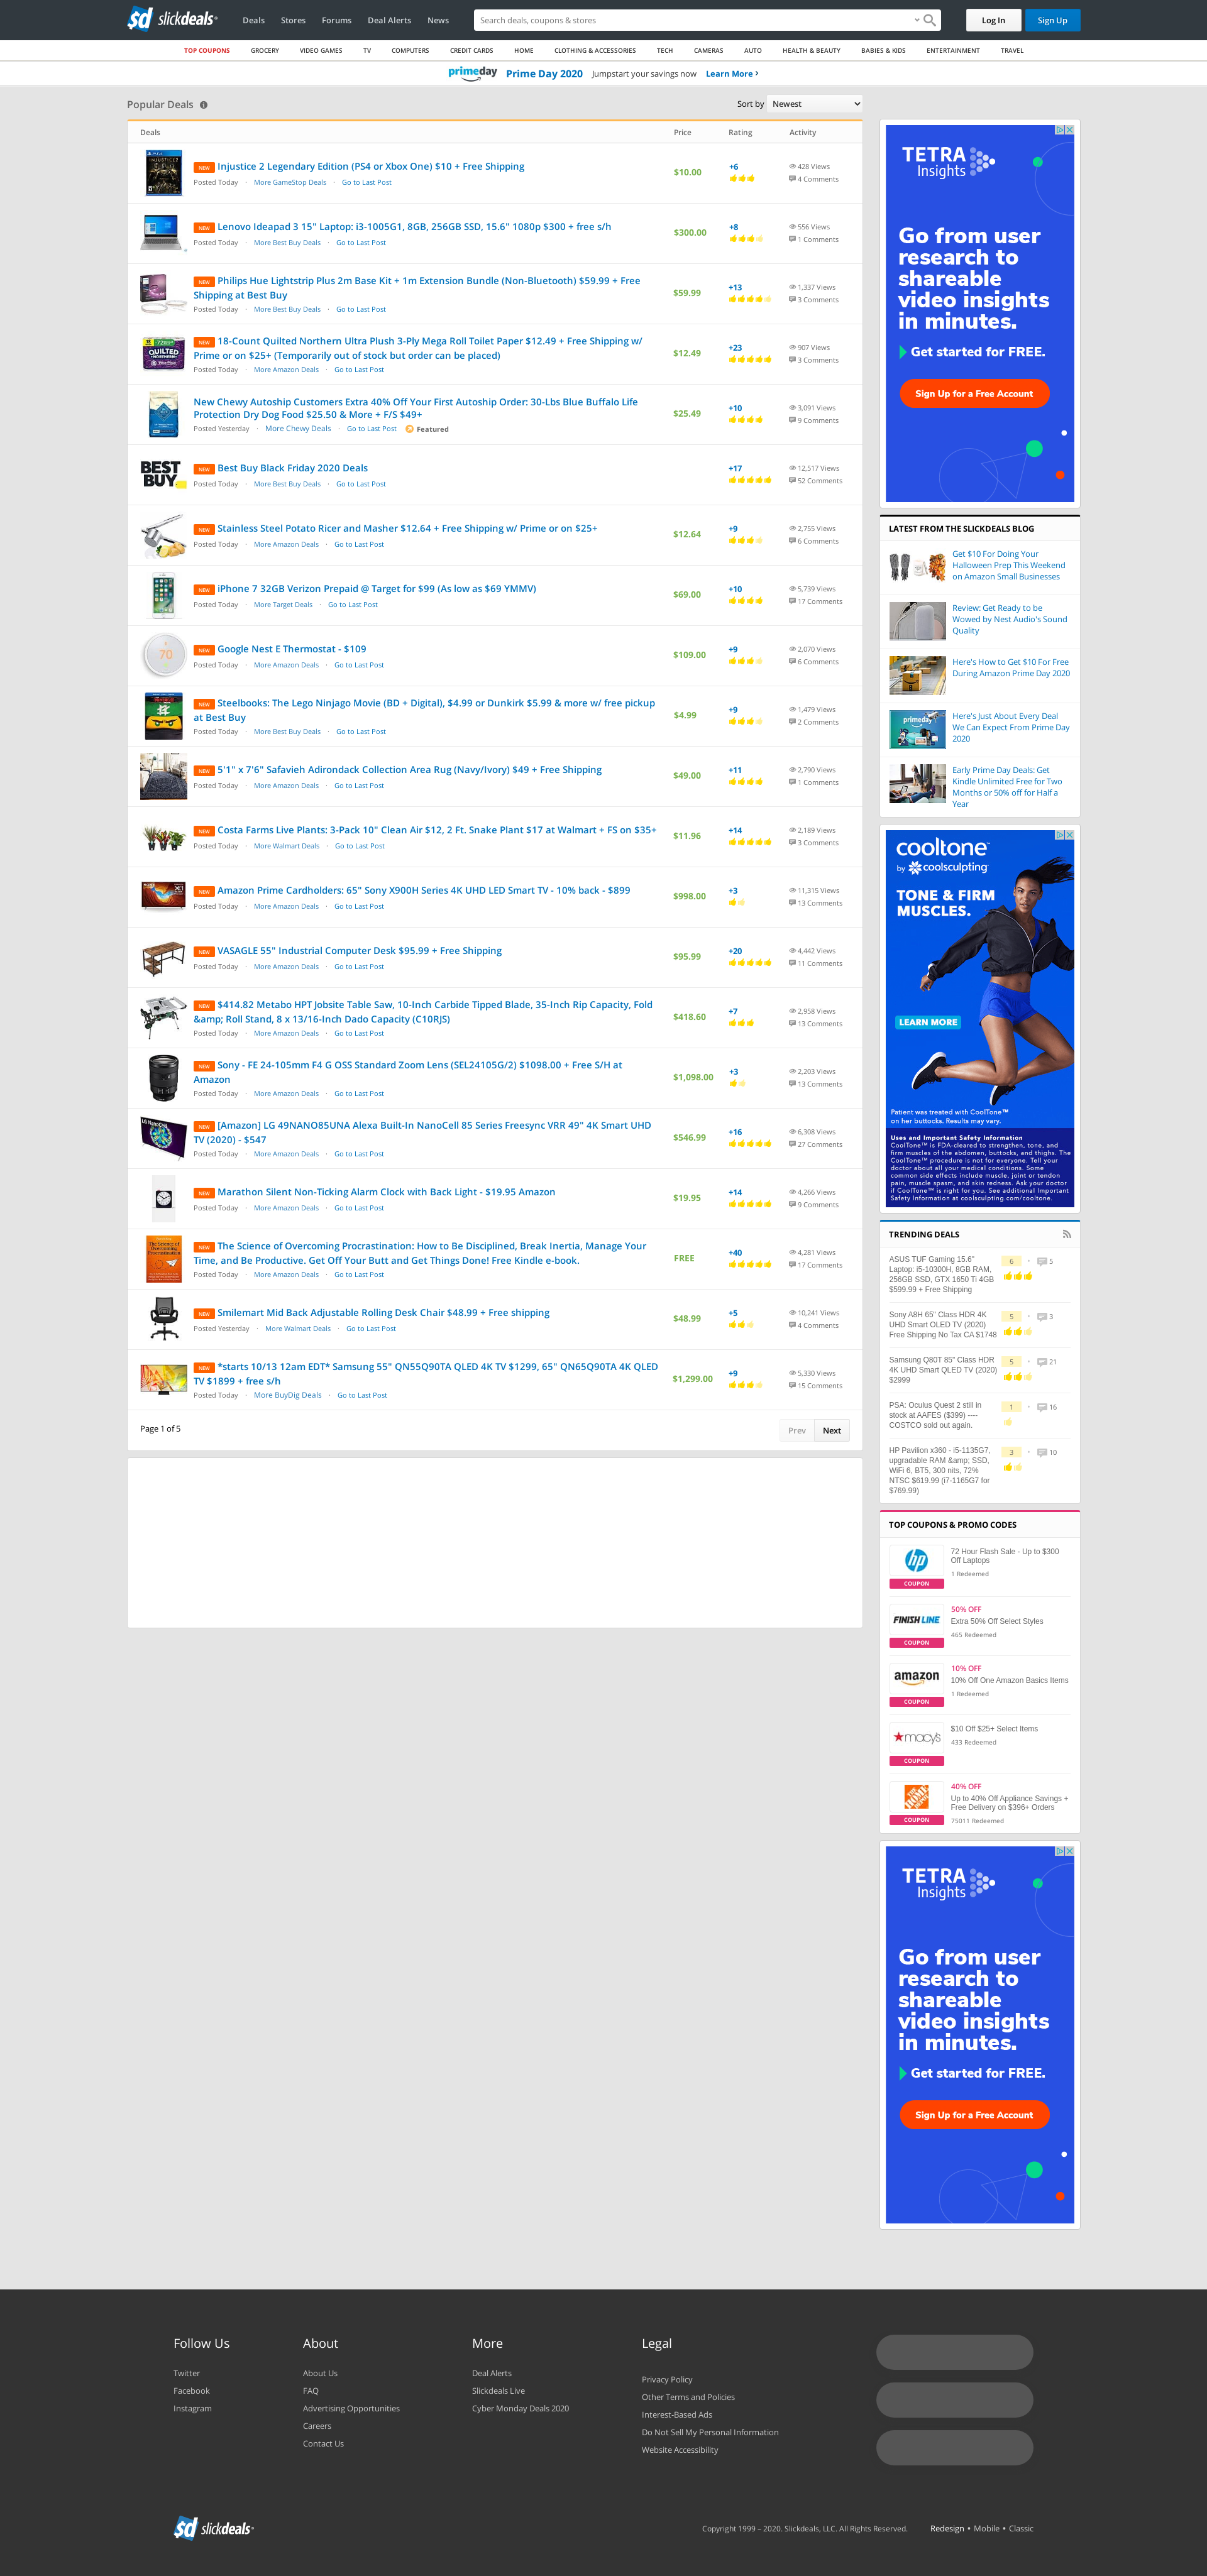 slickdeals
Deals
Stores
Forums
Deal Alerts
News
Search deals, coupons & stores
Log In
Sign Up
TOP COUPONS
GROCERY
VIDEO GAMES
TV
COMPUTERS
CREDIT CARDS
HOME
CLOTHING & ACCESSORIES
TECH
CAMERAS
AUTO
HEALTH & BEAUTY
BABIES & KIDS
ENTERTAINMENT
TRAVEL
primeday Prime Day 2020 Jumpstart your savings now Learn More
Popular Deals
Sort by Newest
Deals Price Rating Activity
NEW Injustice 2 Legendary Edition (PS4 or Xbox One) $10 + Free Shipping
Posted Today · More GameStop Deals · Go to Last Post
$10.00
+6
428 Views
4 Comments
NEW Lenovo Ideapad 3 15" Laptop: i3-1005G1, 8GB, 256GB SSD, 15.6" 1080p $300 + free s/h
Posted Today · More Best Buy Deals · Go to Last Post
$300.00
+8
556 Views
1 Comments
NEW Philips Hue Lightstrip Plus 2m Base Kit + 1m Extension Bundle (Non-Bluetooth) $59.99 + Free
Shipping at Best Buy
Posted Today · More Best Buy Deals · Go to Last Post
$59.99
+13
1,337 Views
3 Comments
NEW 18-Count Quilted Northern Ultra Plush 3-Ply Mega Roll Toilet Paper $12.49 + Free Shipping w/
Prime or on $25+ (Temporarily out of stock but order can be placed)
Posted Today · More Amazon Deals · Go to Last Post
$12.49
+23
907 Views
3 Comments
New Chewy Autoship Customers Extra 40% Off Your First Autoship Order: 30-Lbs Blue Buffalo Life
Protection Dry Dog Food $25.50 & More + F/S $49+
Posted Yesterday · More Chewy Deals · Go to Last Post Featured
$25.49
+10
3,091 Views
9 Comments
BEST
BUY
NEW Best Buy Black Friday 2020 Deals
Posted Today · More Best Buy Deals · Go to Last Post
+17
12,517 Views
52 Comments
NEW Stainless Steel Potato Ricer and Masher $12.64 + Free Shipping w/ Prime or on $25+
Posted Today · More Amazon Deals · Go to Last Post
$12.64
+9
2,755 Views
6 Comments
NEW iPhone 7 32GB Verizon Prepaid @ Target for $99 (As low as $69 YMMV)
Posted Today · More Target Deals · Go to Last Post
$69.00
+10
5,739 Views
17 Comments
70
NEW Google Nest E Thermostat - $109
Posted Today · More Amazon Deals · Go to Last Post
$109.00
+9
2,070 Views
6 Comments
NEW Steelbooks: The Lego Ninjago Movie (BD + Digital), $4.99 or Dunkirk $5.99 & more w/ free pickup
at Best Buy
Posted Today · More Best Buy Deals · Go to Last Post
$4.99
+9
1,479 Views
2 Comments
NEW 5'1" x 7'6" Safavieh Adirondack Collection Area Rug (Navy/Ivory) $49 + Free Shipping
Posted Today · More Amazon Deals · Go to Last Post
$49.00
+11
2,790 Views
1 Comments
NEW Costa Farms Live Plants: 3-Pack 10" Clean Air $12, 2 Ft. Snake Plant $17 at Walmart + FS on $35+
Posted Today · More Walmart Deals · Go to Last Post
$11.96
+14
2,189 Views
3 Comments
NEW Amazon Prime Cardholders: 65" Sony X900H Series 4K UHD LED Smart TV - 10% back - $899
Posted Today · More Amazon Deals · Go to Last Post
$998.00
+3
11,315 Views
13 Comments
NEW VASAGLE 55" Industrial Computer Desk $95.99 + Free Shipping
Posted Today · More Amazon Deals · Go to Last Post
$95.99
+20
4,442 Views
11 Comments
NEW $414.82 Metabo HPT Jobsite Table Saw, 10-Inch Carbide Tipped Blade, 35-Inch Rip Capacity, Fold
&amp; Roll Stand, 8 x 13/16-Inch Dado Capacity (C10RJS)
Posted Today · More Amazon Deals · Go to Last Post
$418.60
+7
2,958 Views
13 Comments
NEW Sony - FE 24-105mm F4 G OSS Standard Zoom Lens (SEL24105G/2) $1098.00 + Free S/H at
Amazon
Posted Today · More Amazon Deals · Go to Last Post
$1,098.00
+3
2,203 Views
13 Comments
NEW [Amazon] LG 49NANO85UNA Alexa Built-In NanoCell 85 Series Freesync VRR 49" 4K Smart UHD
TV (2020) - $547
Posted Today · More Amazon Deals · Go to Last Post
$546.99
+16
6,308 Views
27 Comments
NEW Marathon Silent Non-Ticking Alarm Clock with Back Light - $19.95 Amazon
Posted Today · More Amazon Deals · Go to Last Post
$19.95
+14
4,266 Views
9 Comments
NEW The Science of Overcoming Procrastination: How to Be Disciplined, Break Inertia, Manage Your
Time, and Be Productive. Get Off Your Butt and Get Things Done! Free Kindle e-book.
Posted Today · More Amazon Deals · Go to Last Post
FREE
+40
4,281 Views
17 Comments
NEW Smilemart Mid Back Adjustable Rolling Desk Chair $48.99 + Free shipping
Posted Yesterday · More Walmart Deals · Go to Last Post
$48.99
+5
10,241 Views
4 Comments
NEW *starts 10/13 12am EDT* Samsung 55" QN55Q90TA QLED 4K TV $1299, 65" QN65Q90TA 4K QLED
TV $1899 + free s/h
Posted Today · More BuyDig Deals · Go to Last Post
$1,299.00
+9
5,330 Views
15 Comments
Page 1 of 5
Prev Next
TETRA
Insights
Go from user
research to
shareable
video insights
in minutes.
Get started for FREE.
Sign Up for a Free Account
LATEST FROM THE SLICKDEALS BLOG
Get $10 For Doing Your
Halloween Prep This Weekend
on Amazon Small Businesses
Review: Get Ready to be
Wowed by Nest Audio's Sound
Quality
Here's How to Get $10 For Free
During Amazon Prime Day 2020
primeday
Here's Just About Every Deal
We Can Expect From Prime Day
2020
Early Prime Day Deals: Get
Kindle Unlimited Free for Two
Months or 50% off for Half a
Year
cooltone™
by coolsculpting
TONE & FIRM
MUSCLES.
LEARN MORE
Patient was treated with CoolTone™
on her buttocks. Results may vary.
Uses and Important Safety Information
CoolTone™ is FDA-cleared to strengthen, tone, and
firm muscles of the abdomen, buttocks, and thighs. The
CoolTone™ procedure is not for everyone. Tell your
doctor about all your medical conditions. Some
common side effects include muscle, joint or tendon
pain, muscle spasm, and skin redness. Ask your doctor
if CoolTone™ is right for you. See additional Important
Safety Information at coolsculpting.com/cooltone.
TRENDING DEALS
ASUS TUF Gaming 15.6"
Laptop: i5-10300H, 8GB RAM,
256GB SSD, GTX 1650 Ti 4GB
$599.99 + Free Shipping
6 • 5
Sony A8H 65" Class HDR 4K
UHD Smart OLED TV (2020)
Free Shipping No Tax CA $1748
5 • 3
Samsung Q80T 85" Class HDR
4K UHD Smart QLED TV (2020)
$2999
5 • 21
PSA: Oculus Quest 2 still in
stock at AAFES ($399) ----
COSTCO sold out again.
1 • 16
HP Pavilion x360 - i5-1135G7,
upgradable RAM &amp; SSD,
WiFi 6, BT5, 300 nits, 72%
NTSC $619.99 (i7-1165G7 for
$769.99)
3 • 10
TOP COUPONS & PROMO CODES
hp
COUPON
72 Hour Flash Sale - Up to $300
Off Laptops
1 Redeemed
FINISH LINE
COUPON
50% OFF
Extra 50% Off Select Styles
465 Redeemed
amazon
COUPON
10% OFF
10% Off One Amazon Basics Items
1 Redeemed
macy's
COUPON
$10 Off $25+ Select Items
433 Redeemed
COUPON
40% OFF
Up to 40% Off Appliance Savings +
Free Delivery on $396+ Orders
75011 Redeemed
TETRA
Insights
Go from user
research to
shareable
video insights
in minutes.
Get started for FREE.
Sign Up for a Free Account
Follow Us
Twitter
Facebook
Instagram
About
About Us
FAQ
Advertising Opportunities
Careers
Contact Us
More
Deal Alerts
Slickdeals Live
Cyber Monday Deals 2020
Legal
Privacy Policy
Other Terms and Policies
Interest-Based Ads
Do Not Sell My Personal Information
Website Accessibility
slickdeals
Copyright 1999 – 2020. Slickdeals, LLC. All Rights Reserved.
Redesign • Mobile • Classic